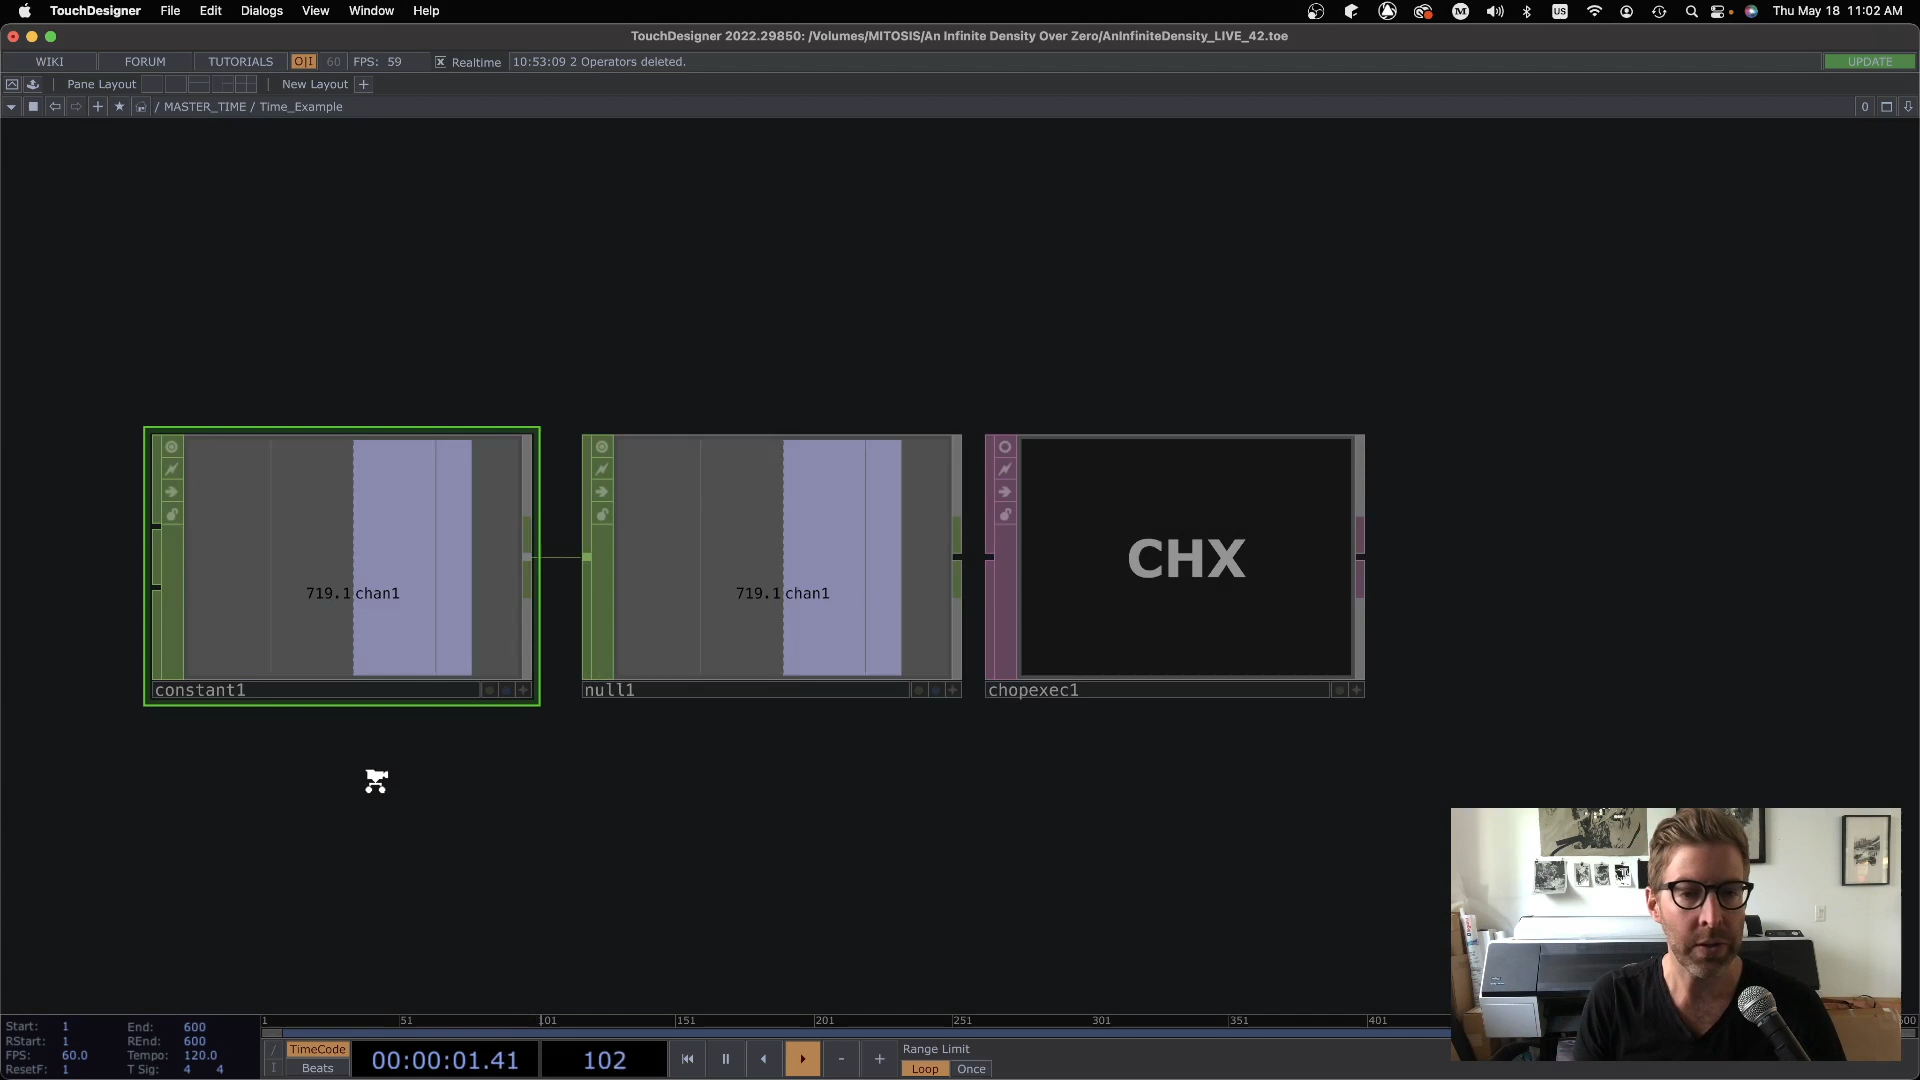 TouchDesigner File Edit Dialogs View Window Help
US Thu May 18 11:02 AM
TouchDesigner 2022.29850: /Volumes/MITOSIS/An Infinite Density Over Zero/AnInfiniteDensity_LIVE_42.toe
WIKI FORUM TUTORIALS O|I 60 FPS: 59 Realtime 10:53:09 2 Operators deleted. UPDATE
Pane Layout New Layout +
/ MASTER_TIME / Time_Example 0
719.1 chan1
719.1 chan1
CHX
constant1
null1
chopexec1
1 51 101 151 201 251 301 351 401
Start: 1 End: 600
RStart: 1 REnd: 600
FPS: 60.0 Tempo: 120.0
ResetF: 1 T Sig: 4 4
TimeCode
Beats
00:00:01.41
102
Range Limit
Loop Once